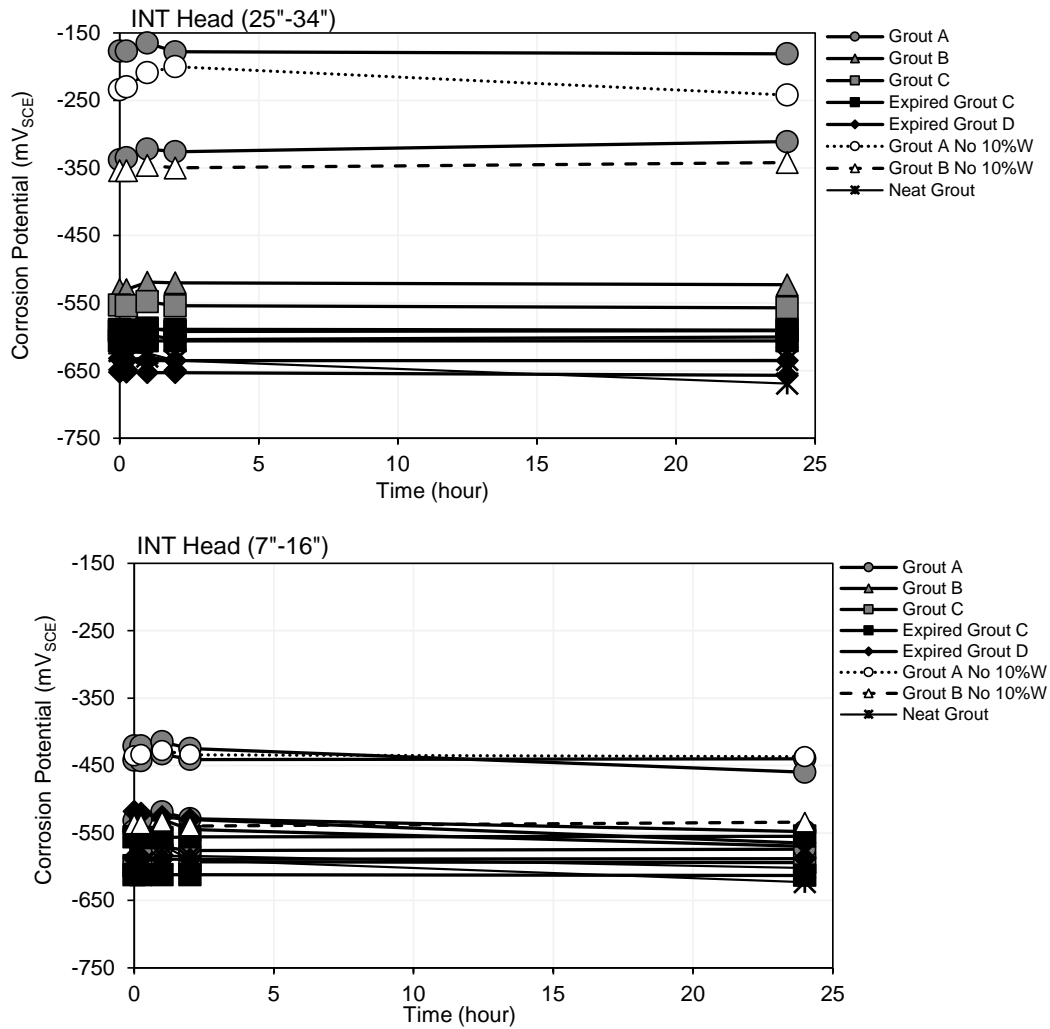 INT Head (25"-34")
-150
-250
-350
-450
-550
-650
-750
Corrosion Potential (mVSCE)
0 5 10 15 20 25
Time (hour)
Grout A
Grout B
Grout C
Expired Grout C
Expired Grout D
Grout A No 10%W
Grout B No 10%W
Neat Grout
INT Head (7"-16")
-150
-250
-350
-450
-550
-650
-750
Corrosion Potential (mVSCE)
0 5 10 15 20 25
Time (hour)
Grout A
Grout B
Grout C
Expired Grout C
Expired Grout D
Grout A No 10%W
Grout B No 10%W
Neat Grout